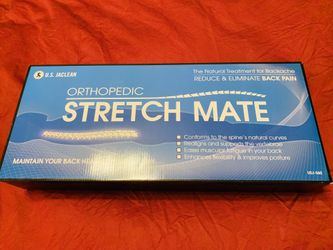 U.S. JACLEAN
The Natural Treatment for Backache
REDUCE & ELIMINATE BACK PAIN
ORTHOPEDIC
STRETCH MATE
• Conforms to the spine's natural curves
• Realigns and supports the vertebrae
• Eases muscular fatigue in your back
• Enhances flexibility & improves posture
MAINTAIN YOUR BACK